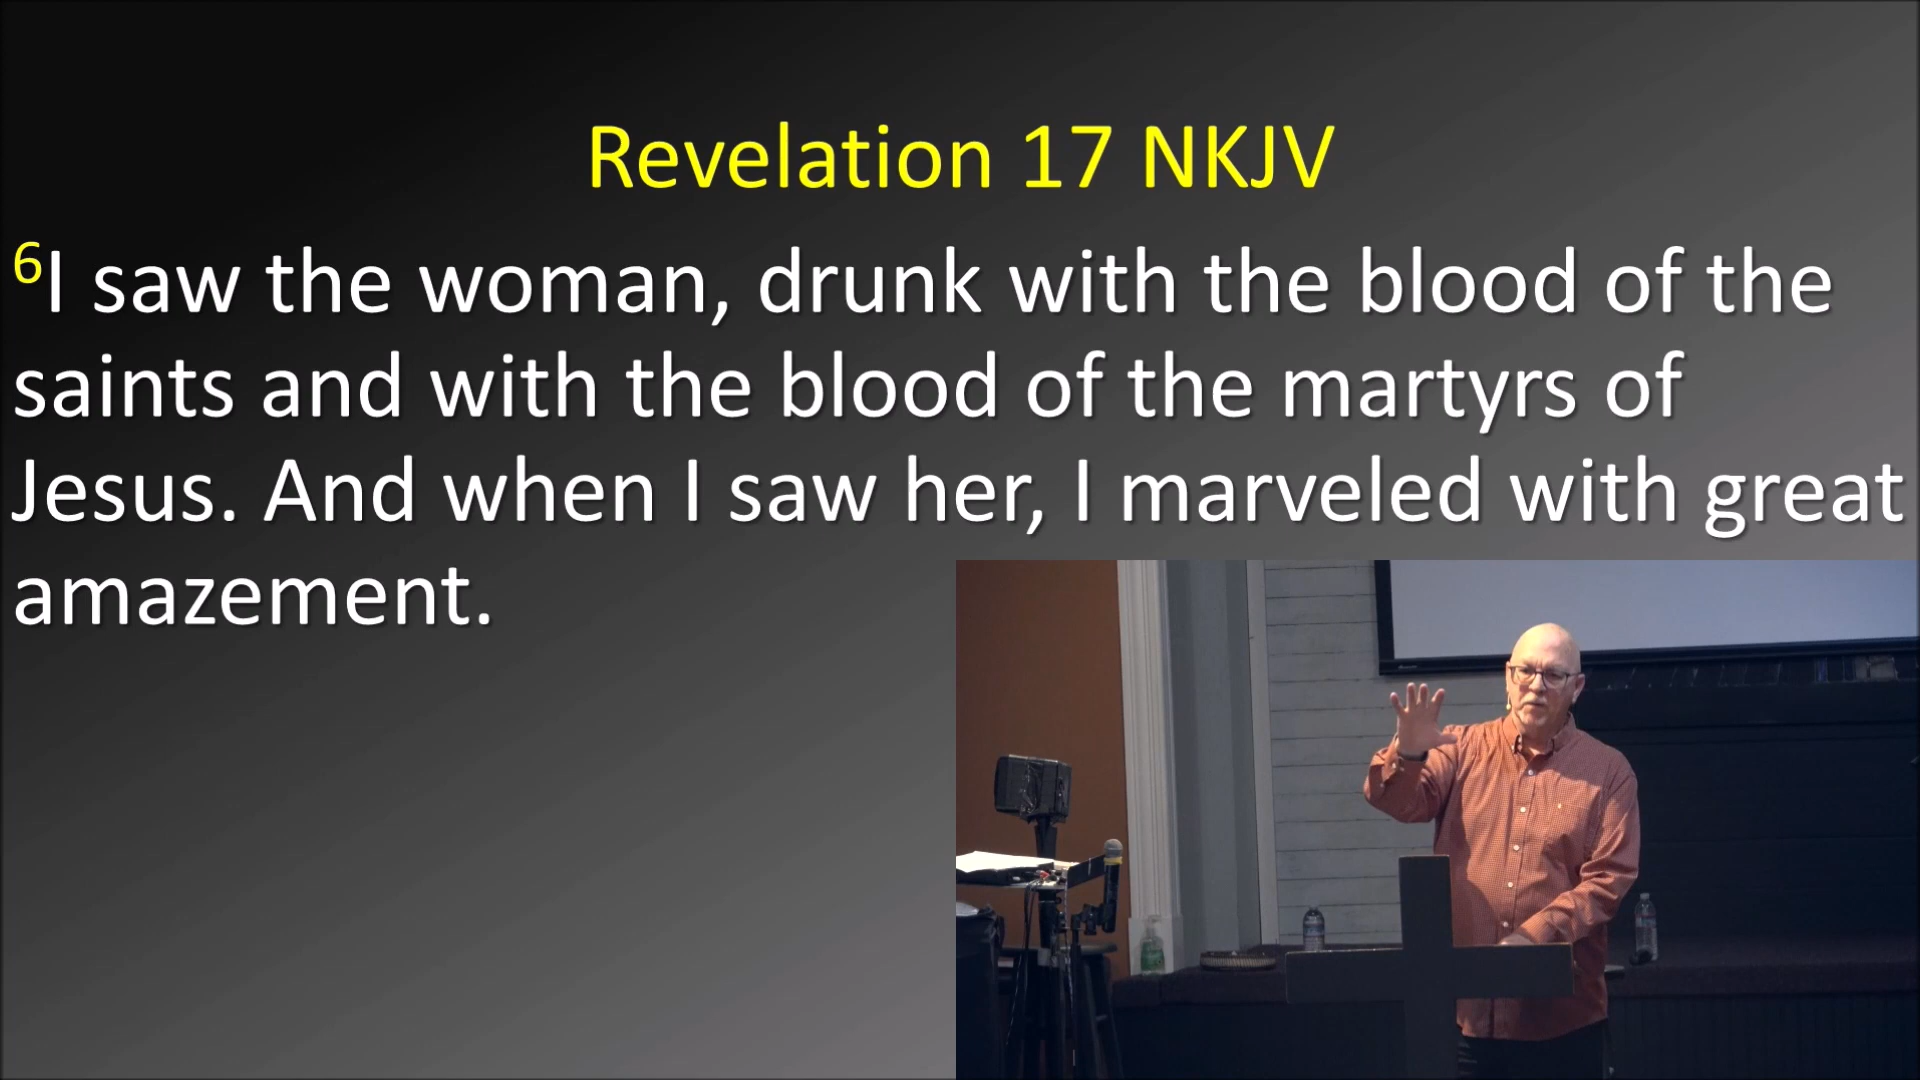 Revelation 17 NKJV
6I saw the woman, drunk with the blood of the
saints and with the blood of the martyrs of
Jesus. And when I saw her, I marveled with great
amazement.